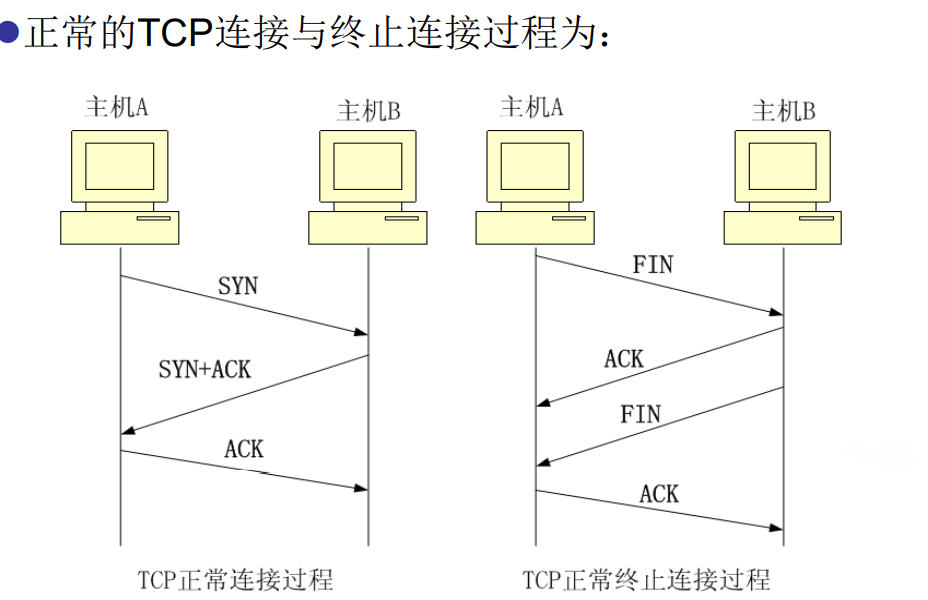 正常的TCP连接与终止连接过程为：
主机A
主机B
主机A
主机B
SYN
SYN+ACK
ACK
FIN
ACK
FIN
ACK
TCP正常连接过程
TCP正常终止连接过程